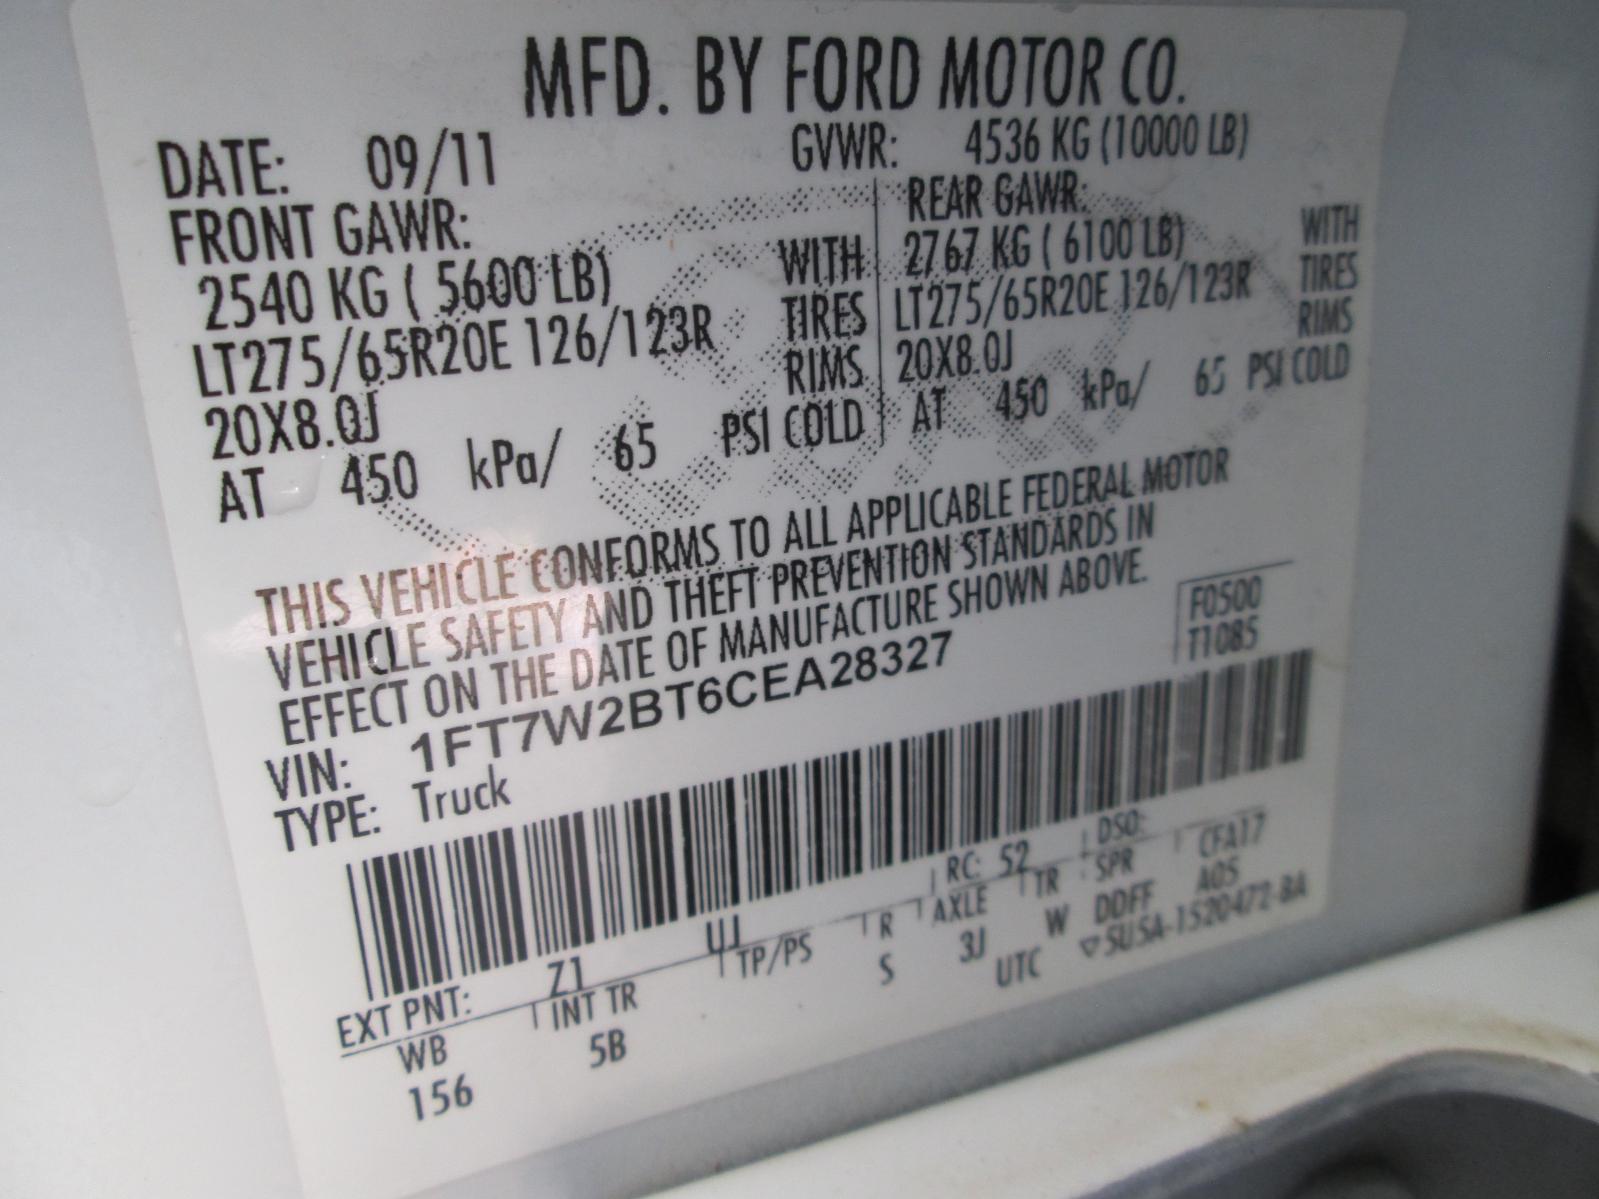 MFD. BY FORD MOTOR CO.
DATE: 09/11 GVWR: 4536 KG (10000 LB)
FRONT GAWR:
2540 KG ( 5600 LB) WITH
LT275/65R20E 126/123R TIRES
20X8.0J RIMS
AT 450 kPa/ 65 PSI COLD
REAR GAWR:
2767 KG ( 6100 LB) WITH
LT275/65R20E 126/123R TIRES
20X8.0J RIMS
AT 450 kPa/ 65 PSI COLD
THIS VEHICLE CONFORMS TO ALL APPLICABLE FEDERAL MOTOR
VEHICLE SAFETY AND THEFT PREVENTION STANDARDS IN
EFFECT ON THE DATE OF MANUFACTURE SHOWN ABOVE.
F0500
T1085
VIN: 1FT7W2BT6CEA28327
TYPE: Truck
EXT PNT: Z1 UJ RC: 52 DSO:
WB INT TR TP/PS R AXLE TR SPR CFA17
156 5B S 3J W DDFF A05
UTC ▽SUSA-1520472-BA